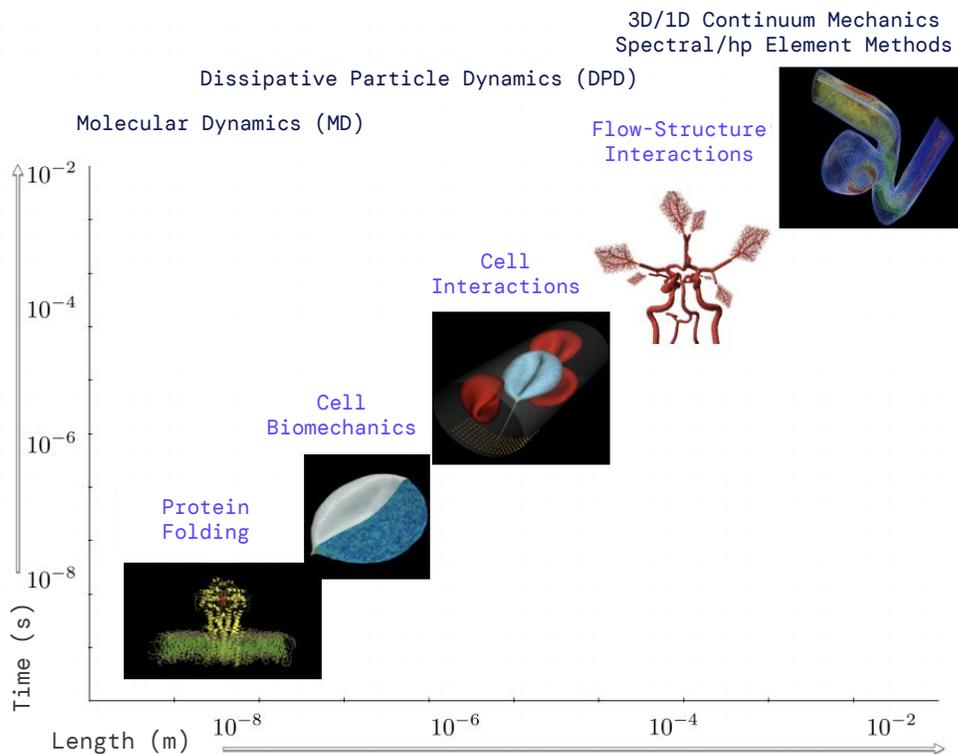 3D/1D Continuum Mechanics
Spectral/hp Element Methods
Dissipative Particle Dynamics (DPD)
Molecular Dynamics (MD)
Flow-Structure
Interactions
Cell
Interactions
Cell
Biomechanics
Protein
Folding
10⁻²
10⁻⁴
10⁻⁶
10⁻⁸
Time (s)
10⁻⁸
10⁻⁶
10⁻⁴
10⁻²
Length (m)